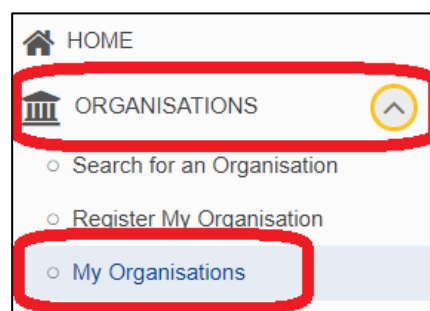 HOME
ORGANISATIONS
Search for an Organisation
Register My Organisation
My Organisations